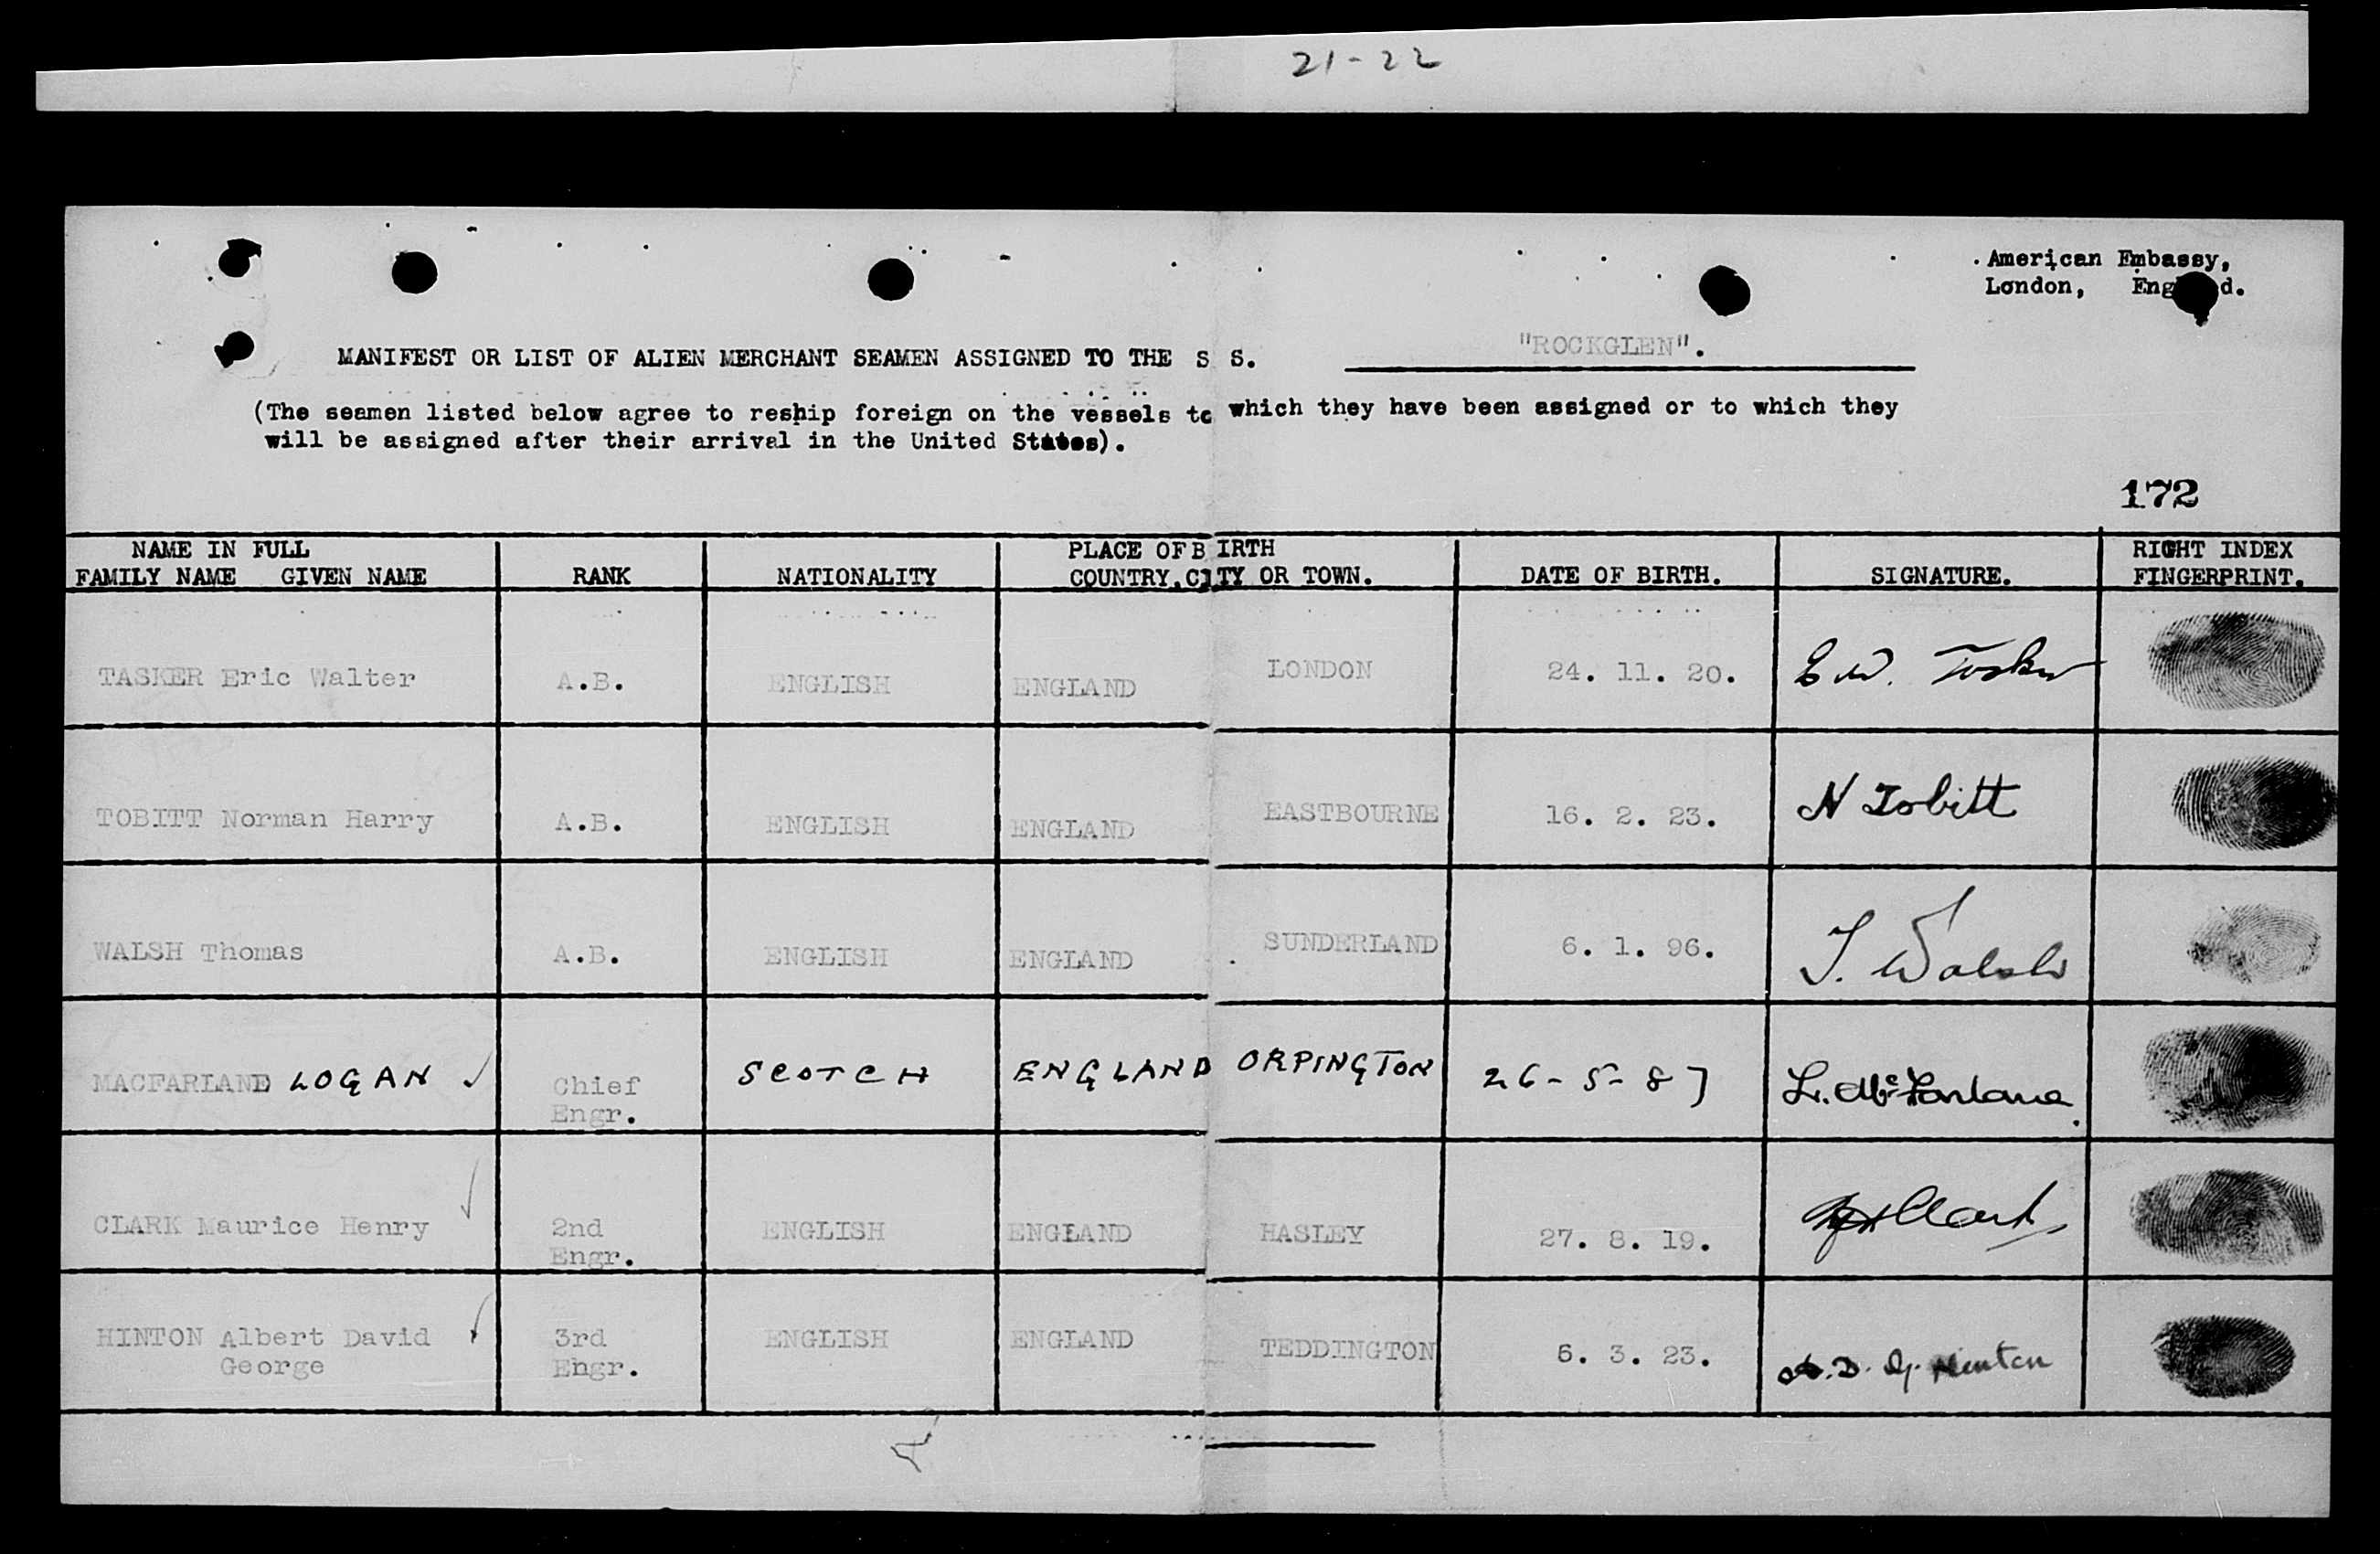 21-22
American Embassy,
London, Eng d.
MANIFEST OR LIST OF ALIEN MERCHANT SEAMEN ASSIGNED TO THE S S. "ROCKGLEN".
(The seamen listed below agree to reship foreign on the vessels to which they have been assigned or to which they
will be assigned after their arrival in the United States).
172
NAME IN FULL PLACE OF B IRTH RIGHT INDEX
FAMILY NAME GIVEN NAME RANK NATIONALITY COUNTRY, CITY OR TOWN. DATE OF BIRTH. SIGNATURE. FINGERPRINT.
TASKER Eric Walter A.B. ENGLISH ENGLAND LONDON 24. 11. 20. E W. Tasker
TOBITT Norman Harry A.B. ENGLISH ENGLAND EASTBOURNE 16. 2. 23. N Tobitt
WALSH Thomas A.B. ENGLISH ENGLAND SUNDERLAND 6. 1. 96. T. Walsh
MACFARLAND LOGAN ✓ Chief SCOTCH ENGLAND ORPINGTON 26-5-87 L. McFarlane.
Engr.
CLARK Maurice Henry ✓ 2nd ENGLISH ENGLAND HASLEY 27. 8. 19. MH Clark
Engr.
HINTON Albert David ✓ 3rd ENGLISH ENGLAND TEDDINGTON 6. 3. 23. A. D. G. Hinton
George Engr.